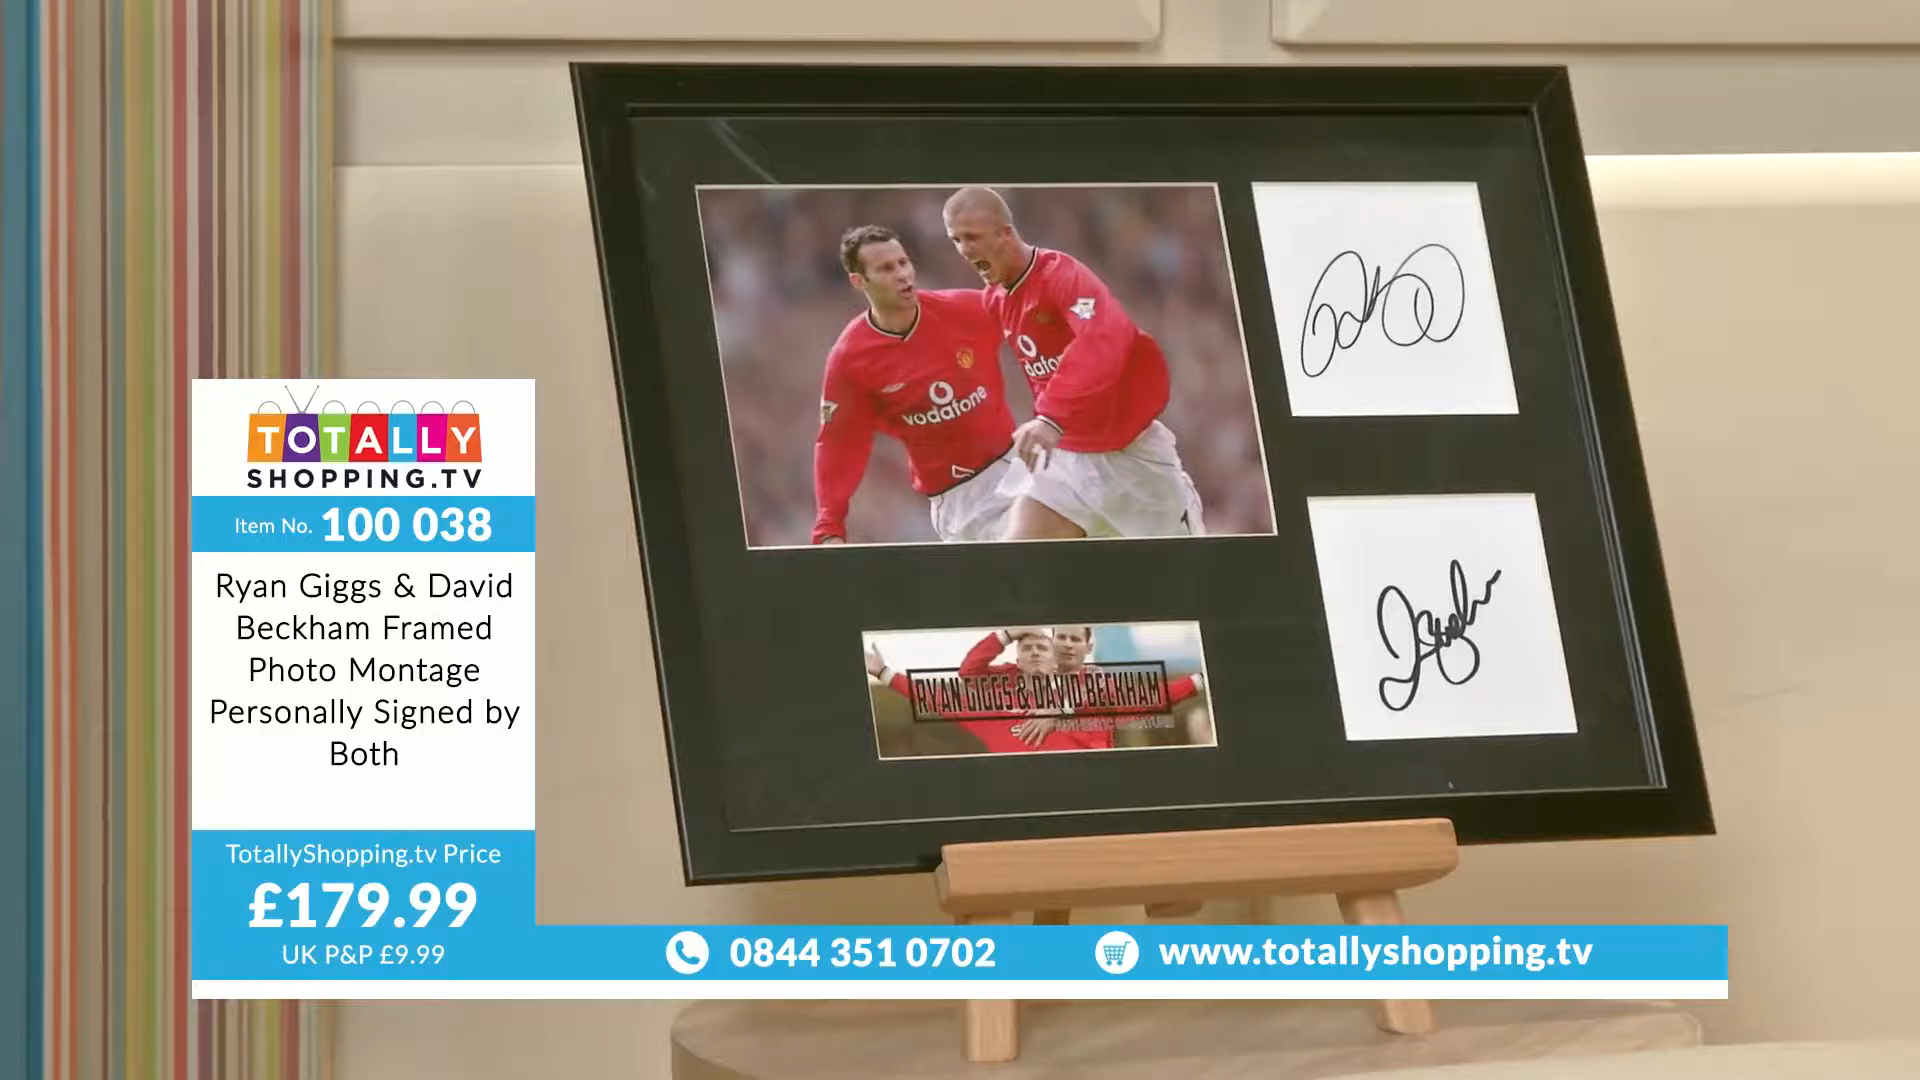 TOTALLY
SHOPPING.TV
Item No. 100 038
Ryan Giggs & David
Beckham Framed
Photo Montage
Personally Signed by
Both
TotallyShopping.tv Price
£179.99
UK P&P £9.99
0844 351 0702
www.totallyshopping.tv
vodafone
vodafone
RYAN GIGGS & DAVID BECKHAM